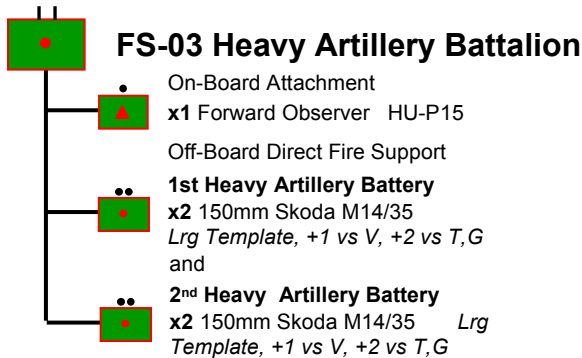 FS-03 Heavy Artillery Battalion
On-Board Attachment
x1 Forward Observer HU-P15
Off-Board Direct Fire Support
1st Heavy Artillery Battery
x2 150mm Skoda M14/35
Lrg Template, +1 vs V, +2 vs T,G
and
2nd Heavy Artillery Battery
x2 150mm Skoda M14/35 Lrg
Template, +1 vs V, +2 vs T,G